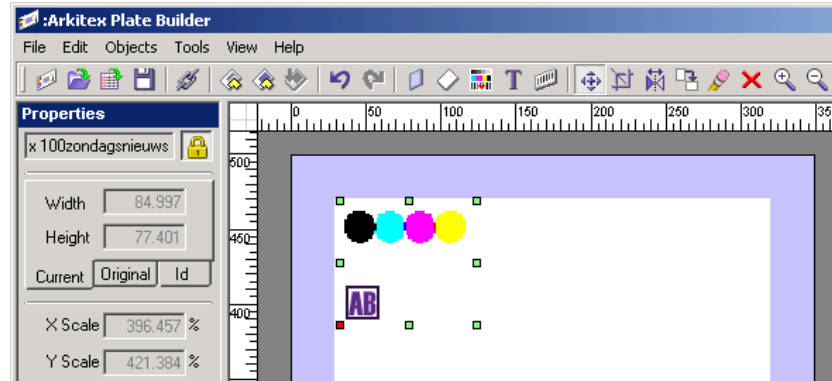 :Arkitex Plate Builder
File Edit Objects Tools View Help
T
Properties
0 50 100 150 200 250 300 35
x 100zondagsnieuws
500
Width 84.997
Height 77.401
450
Current Original Id
AB
400
X Scale 396.457 %
Y Scale 421.384 %